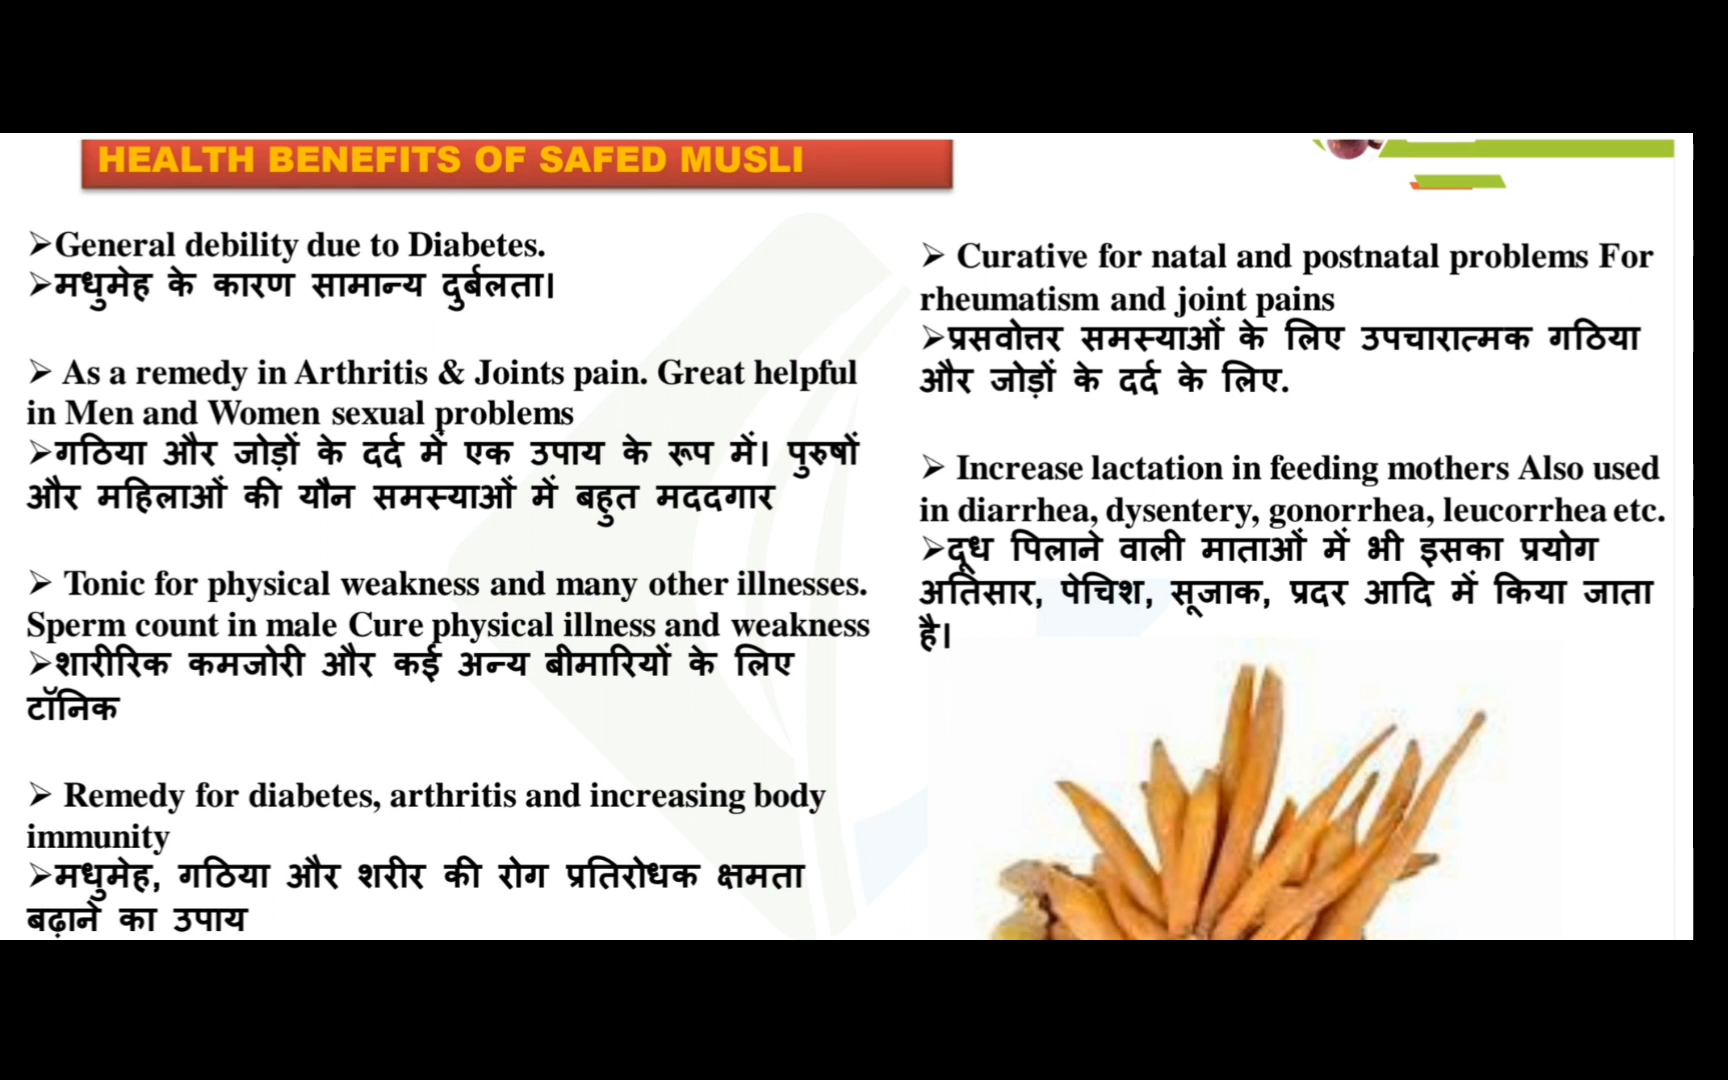 HEALTH BENEFITS OF SAFED MUSLI
➢General debility due to Diabetes.
➢मधुमेह के कारण सामान्य दुर्बलता।
➢ As a remedy in Arthritis & Joints pain. Great helpful
in Men and Women sexual problems
➢गठिया और जोड़ों के दर्द में एक उपाय के रूप में। पुरुषों
और महिलाओं की यौन समस्याओं में बहुत मददगार
➢ Tonic for physical weakness and many other illnesses.
Sperm count in male Cure physical illness and weakness
➢शारीरिक कमजोरी और कई अन्य बीमारियों के लिए
टॉनिक
➢ Remedy for diabetes, arthritis and increasing body
immunity
➢मधुमेह, गठिया और शरीर की रोग प्रतिरोधक क्षमता
बढ़ाने का उपाय
➢ Curative for natal and postnatal problems For
rheumatism and joint pains
➢प्रसवोत्तर समस्याओं के लिए उपचारात्मक गठिया
और जोड़ों के दर्द के लिए.
➢ Increase lactation in feeding mothers Also used
in diarrhea, dysentery, gonorrhea, leucorrhea etc.
➢दूध पिलाने वाली माताओं में भी इसका प्रयोग
अतिसार, पेचिश, सूजाक, प्रदर आदि में किया जाता
है।